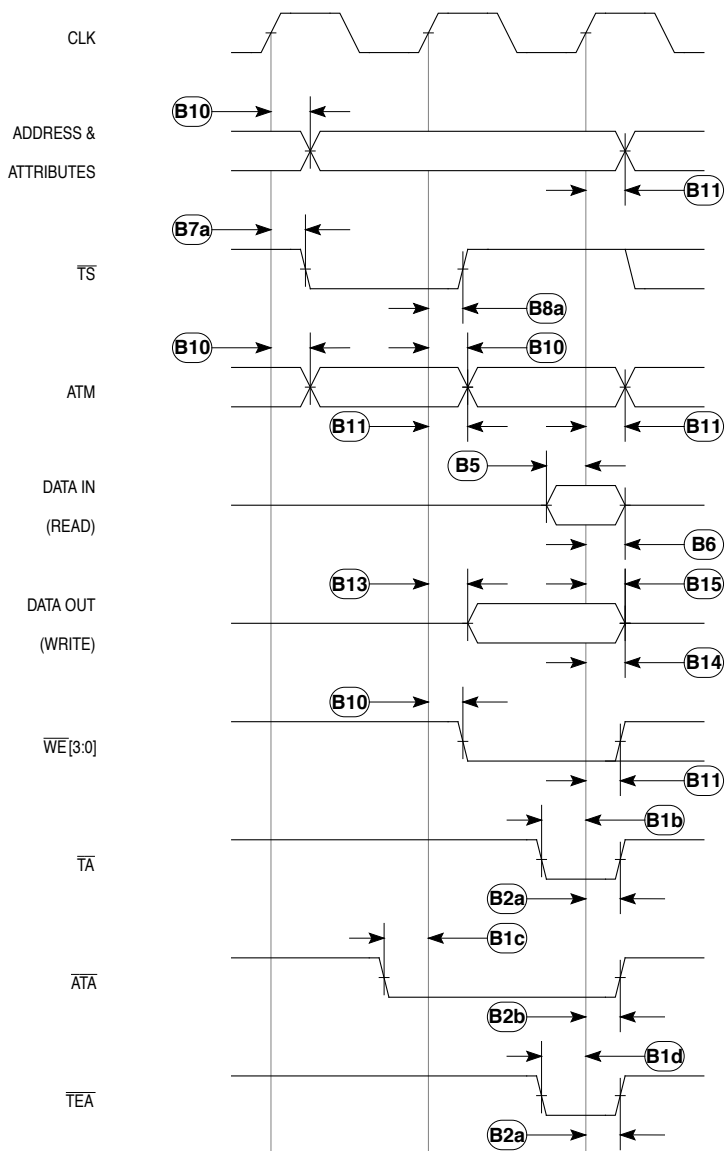 CLK
B10
ADDRESS &
ATTRIBUTES
B11
B7a
TS
B8a
B10
B10
ATM
B11
B11
B5
DATA IN
(READ)
B6
B13
B15
DATA OUT
(WRITE)
B14
B10
WE[3:0]
B11
B1b
TA
B2a
B1c
ATA
B2b
B1d
TEA
B2a